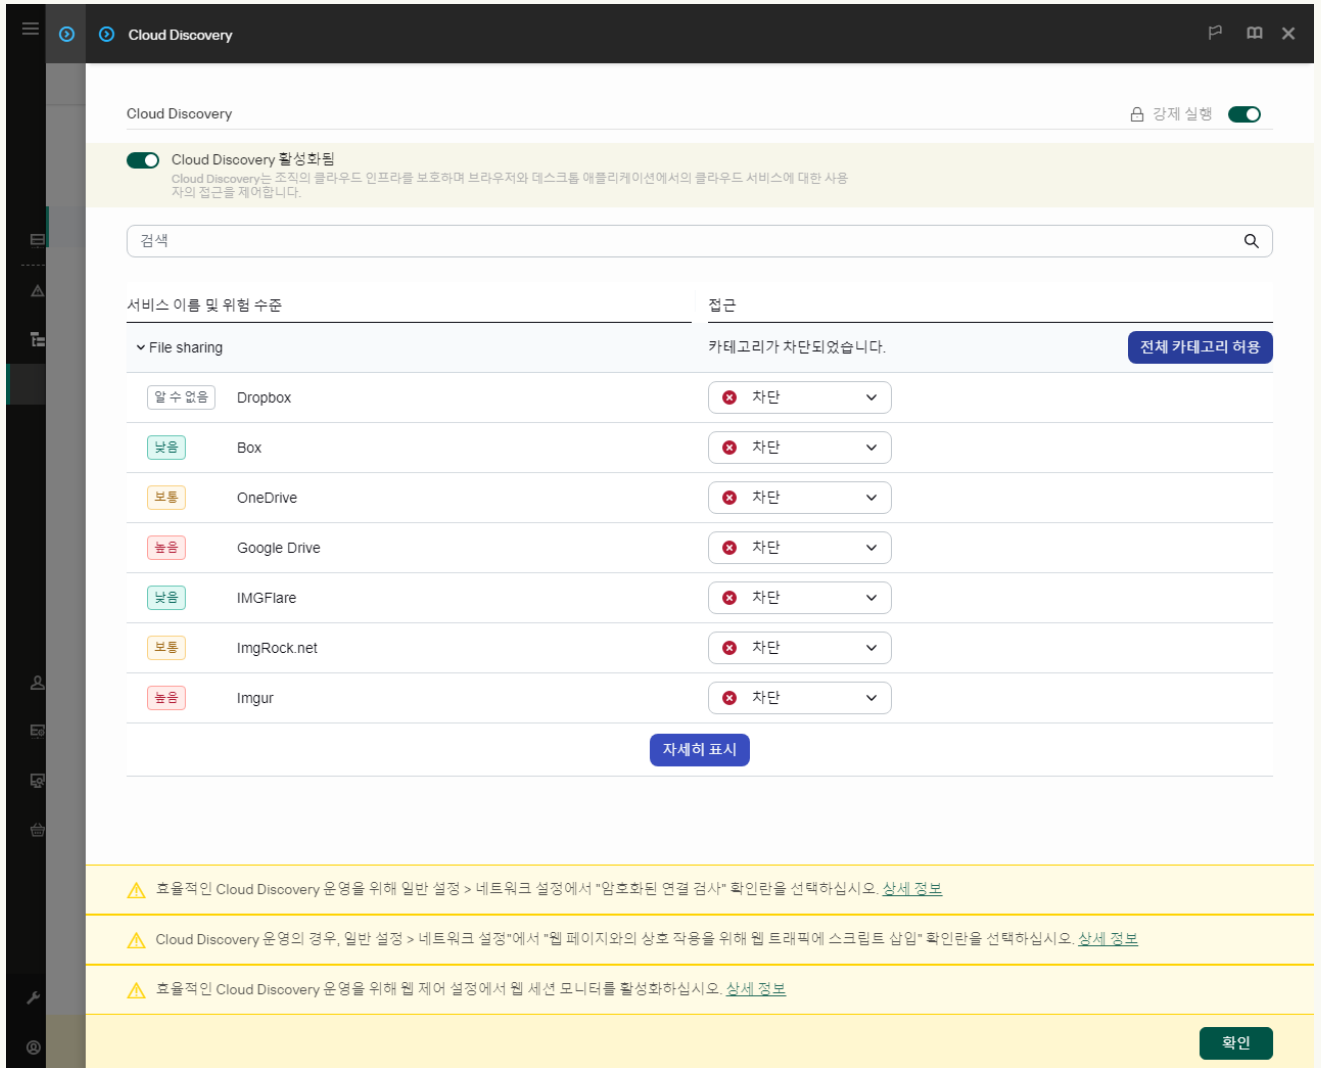 Cloud Discovery
Cloud Discovery
강제 실행
Cloud Discovery 활성화됨
Cloud Discovery는 조직의 클라우드 인프라를 보호하며 브라우저와 데스크톱 애플리케이션에서의 클라우드 서비스에 대한 사용
자의 접근을 제어합니다.
검색
서비스 이름 및 위험 수준
접근
File sharing
카테고리가 차단되었습니다.
전체 카테고리 허용
알 수 없음
Dropbox
차단
낮음
Box
차단
보통
OneDrive
차단
높음
Google Drive
차단
낮음
IMGFlare
차단
보통
ImgRock.net
차단
높음
Imgur
차단
자세히 표시
효율적인 Cloud Discovery 운영을 위해 일반 설정 > 네트워크 설정에서 "암호화된 연결 검사" 확인란을 선택하십시오. 상세 정보
Cloud Discovery 운영의 경우, 일반 설정 > 네트워크 설정"에서 "웹 페이지와의 상호 작용을 위해 웹 트래픽에 스크립트 삽입" 확인란을 선택하십시오. 상세 정보
효율적인 Cloud Discovery 운영을 위해 웹 제어 설정에서 웹 세션 모니터를 활성화하십시오. 상세 정보
확인